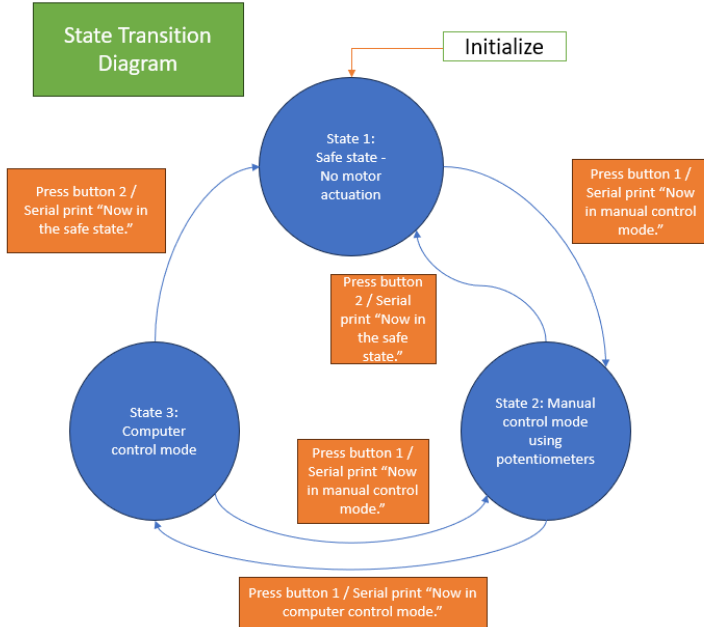 State Transition
Diagram
Initialize
State 1:
Safe state -
No motor
actuation
Press button 2 /
Serial print “Now in
the safe state.”
Press button 1 /
Serial print “Now
in manual control
mode.”
Press button
2 / Serial
print “Now in
the safe
state.”
State 3:
Computer
control mode
State 2: Manual
control mode
using
potentiometers
Press button 1 /
Serial print “Now
in manual control
mode.”
Press button 1 / Serial print “Now in
computer control mode.”